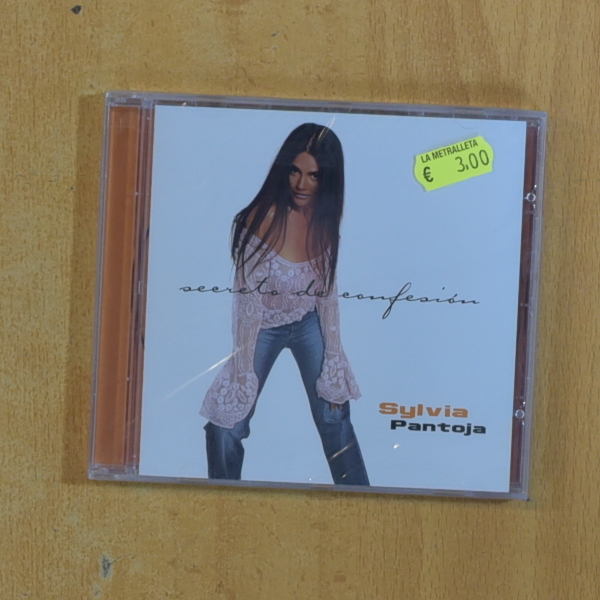 LA METRALLETA
€ 3,00
secreto de confesión
Sylvia
Pantoja